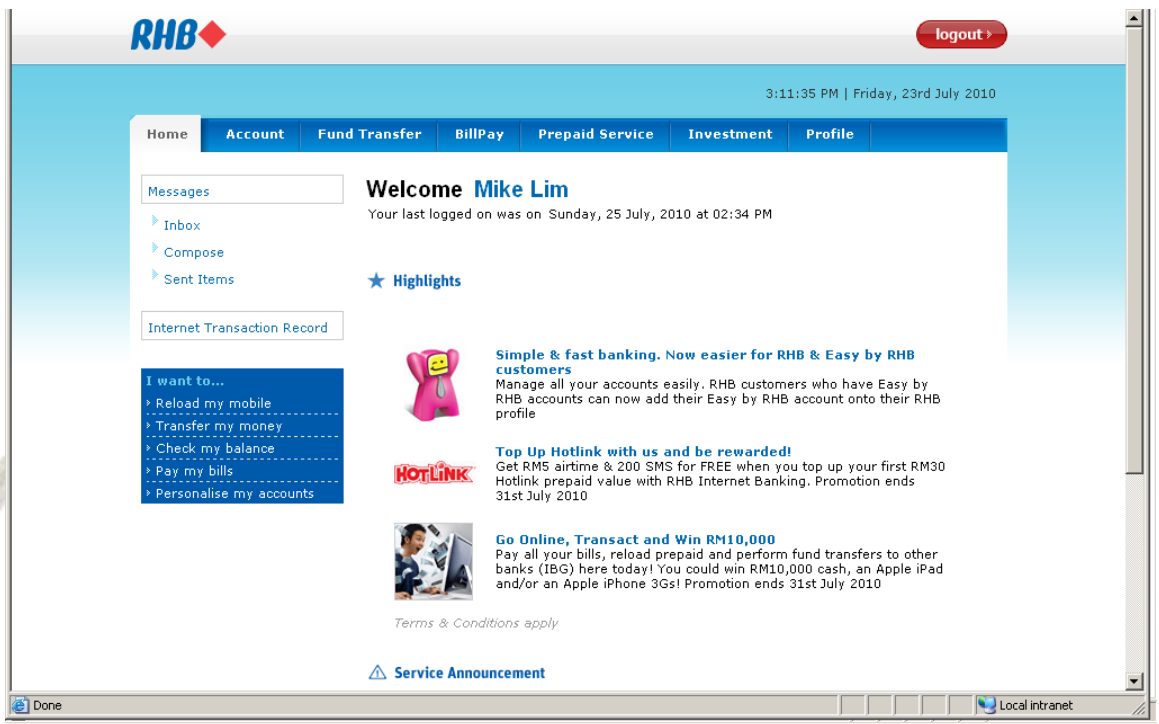 RHB
logout
3:11:35 PM | Friday, 23rd July 2010
Home Account Fund Transfer BillPay Prepaid Service Investment Profile
Messages
Inbox
Compose
Sent Items
Internet Transaction Record
I want to...
Reload my mobile
Transfer my money
Check my balance
Pay my bills
Personalise my accounts
Welcome Mike Lim
Your last logged on was on Sunday, 25 July, 2010 at 02:34 PM
Highlights
Simple & fast banking. Now easier for RHB & Easy by RHB
customers
Manage all your accounts easily. RHB customers who have Easy by
RHB accounts can now add their Easy by RHB account onto their RHB
profile
HOTLINK
Top Up Hotlink with us and be rewarded!
Get RM5 airtime & 200 SMS for FREE when you top up your first RM30
Hotlink prepaid value with RHB Internet Banking. Promotion ends
31st July 2010
Go Online, Transact and Win RM10,000
Pay all your bills, reload prepaid and perform fund transfers to other
banks (IBG) here today! You could win RM10,000 cash, an Apple iPad
and/or an Apple iPhone 3Gs! Promotion ends 31st July 2010
Terms & Conditions apply
Service Announcement
Done
Local intranet